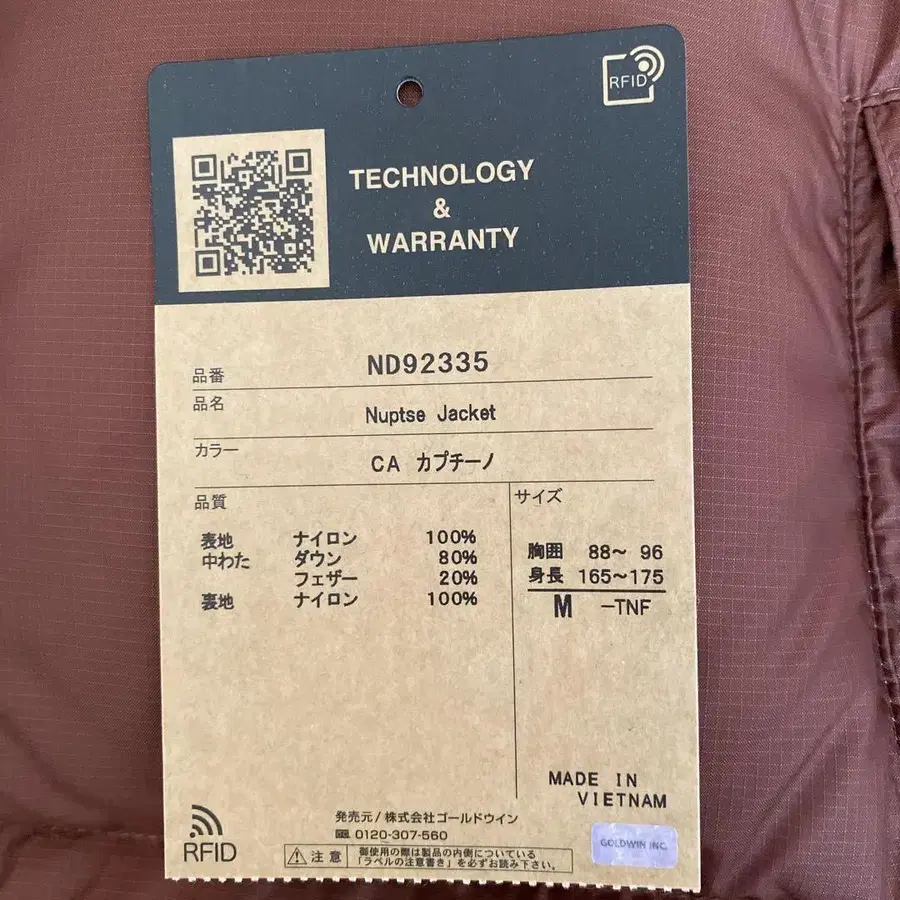 RFID
TECHNOLOGY
&
WARRANTY
品番 ND92335
品名 Nuptse Jacket
カラー CA カプチーノ
品質
表地 ナイロン 100%
中わた ダウン 80%
フェザー 20%
裏地 ナイロン 100%
サイズ
胸囲 88~ 96
身長 165~175
M -TNF
MADE IN
VIETNAM
RFID
発売元/株式会社ゴールドウイン
0120-307-560
注意
御使用の際は製品の内側についている
「ラベルの注意書き」を必ずお読み下さい。
GOLDWIN INC.